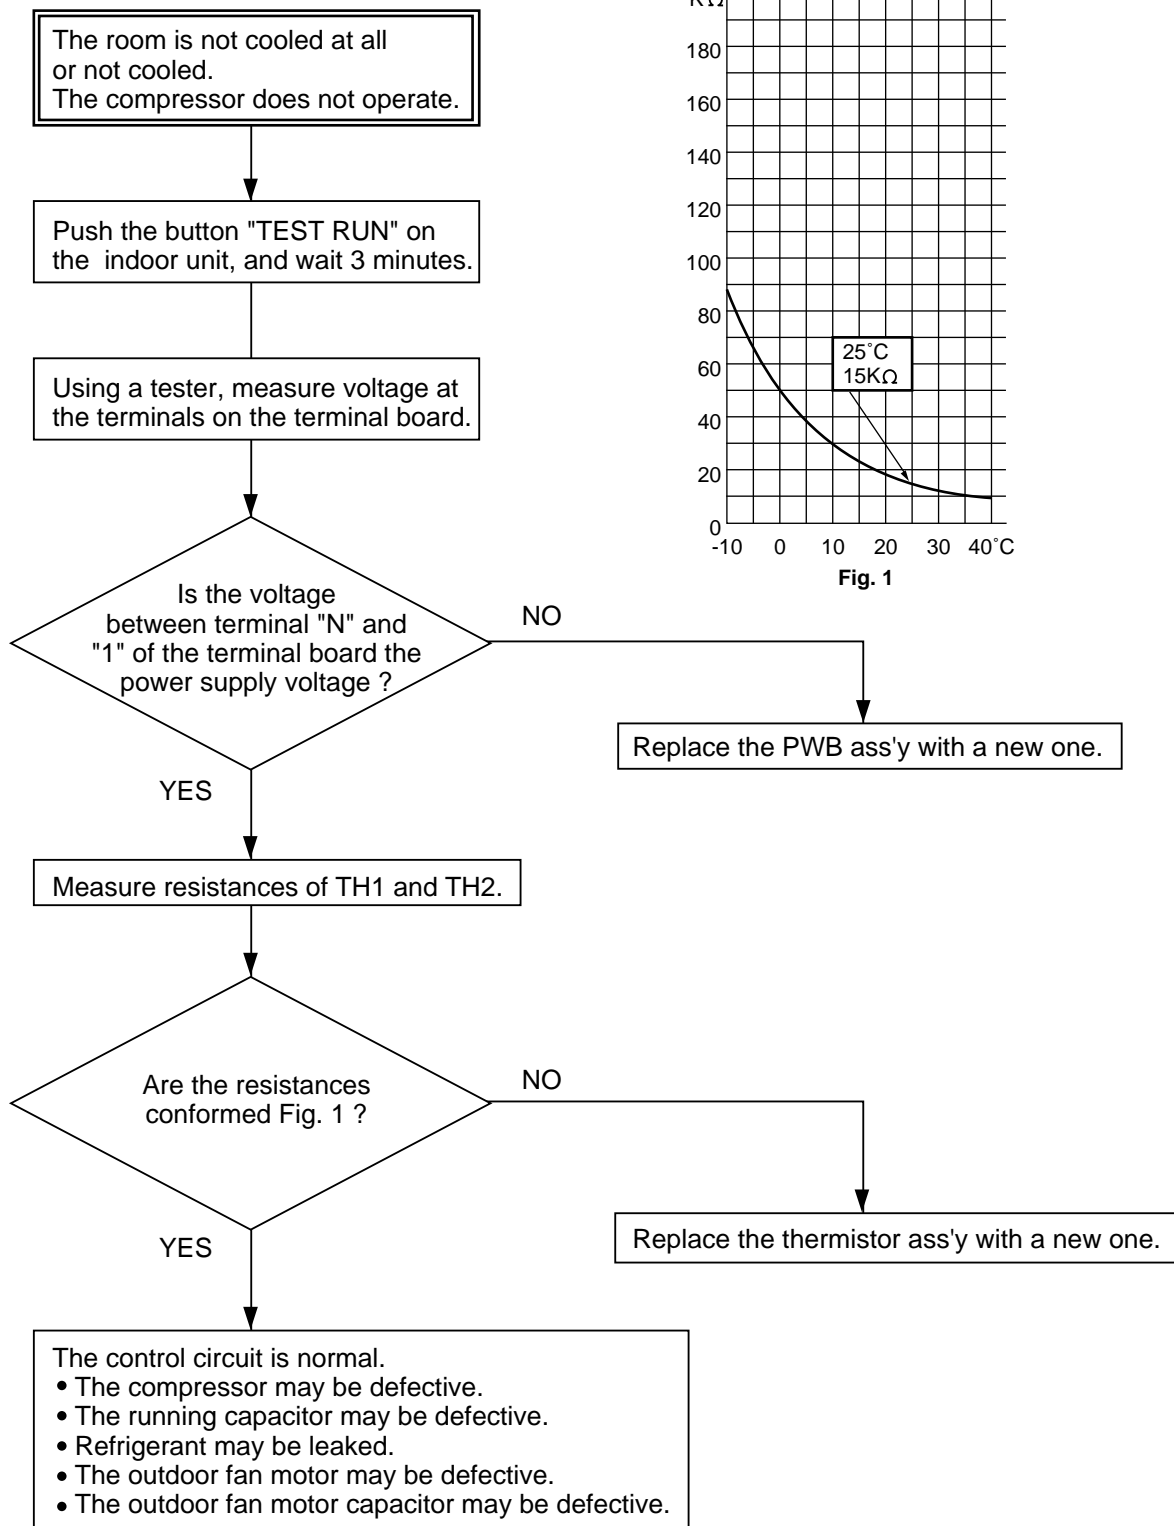 The room is not cooled at all
or not cooled.
The compressor does not operate.
Push the button "TEST RUN" on
the indoor unit, and wait 3 minutes.
Using a tester, measure voltage at
the terminals on the terminal board.
Is the voltage
between terminal "N" and
"1" of the terminal board the
power supply voltage ?
NO
Replace the PWB ass'y with a new one.
YES
Measure resistances of TH1 and TH2.
Are the resistances
conformed Fig. 1 ?
NO
Replace the thermistor ass'y with a new one.
YES
The control circuit is normal.
• The compressor may be defective.
• The running capacitor may be defective.
• Refrigerant may be leaked.
• The outdoor fan motor may be defective.
• The outdoor fan motor capacitor may be defective.
KΩ
180
160
140
120
100
80
60
40
20
0
25˚C
15KΩ
-10 0 10 20 30 40˚C
Fig. 1